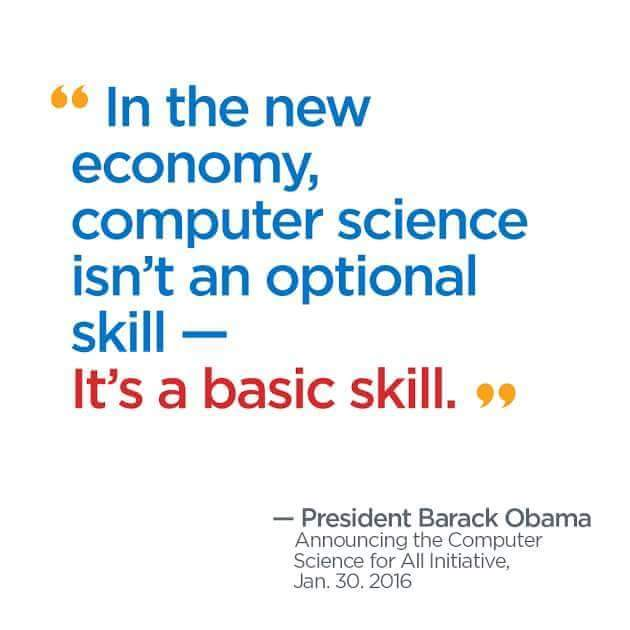 “ In the new
economy,
computer science
isn’t an optional
skill —
It’s a basic skill. ”
— President Barack Obama
Announcing the Computer
Science for All Initiative,
Jan. 30. 2016